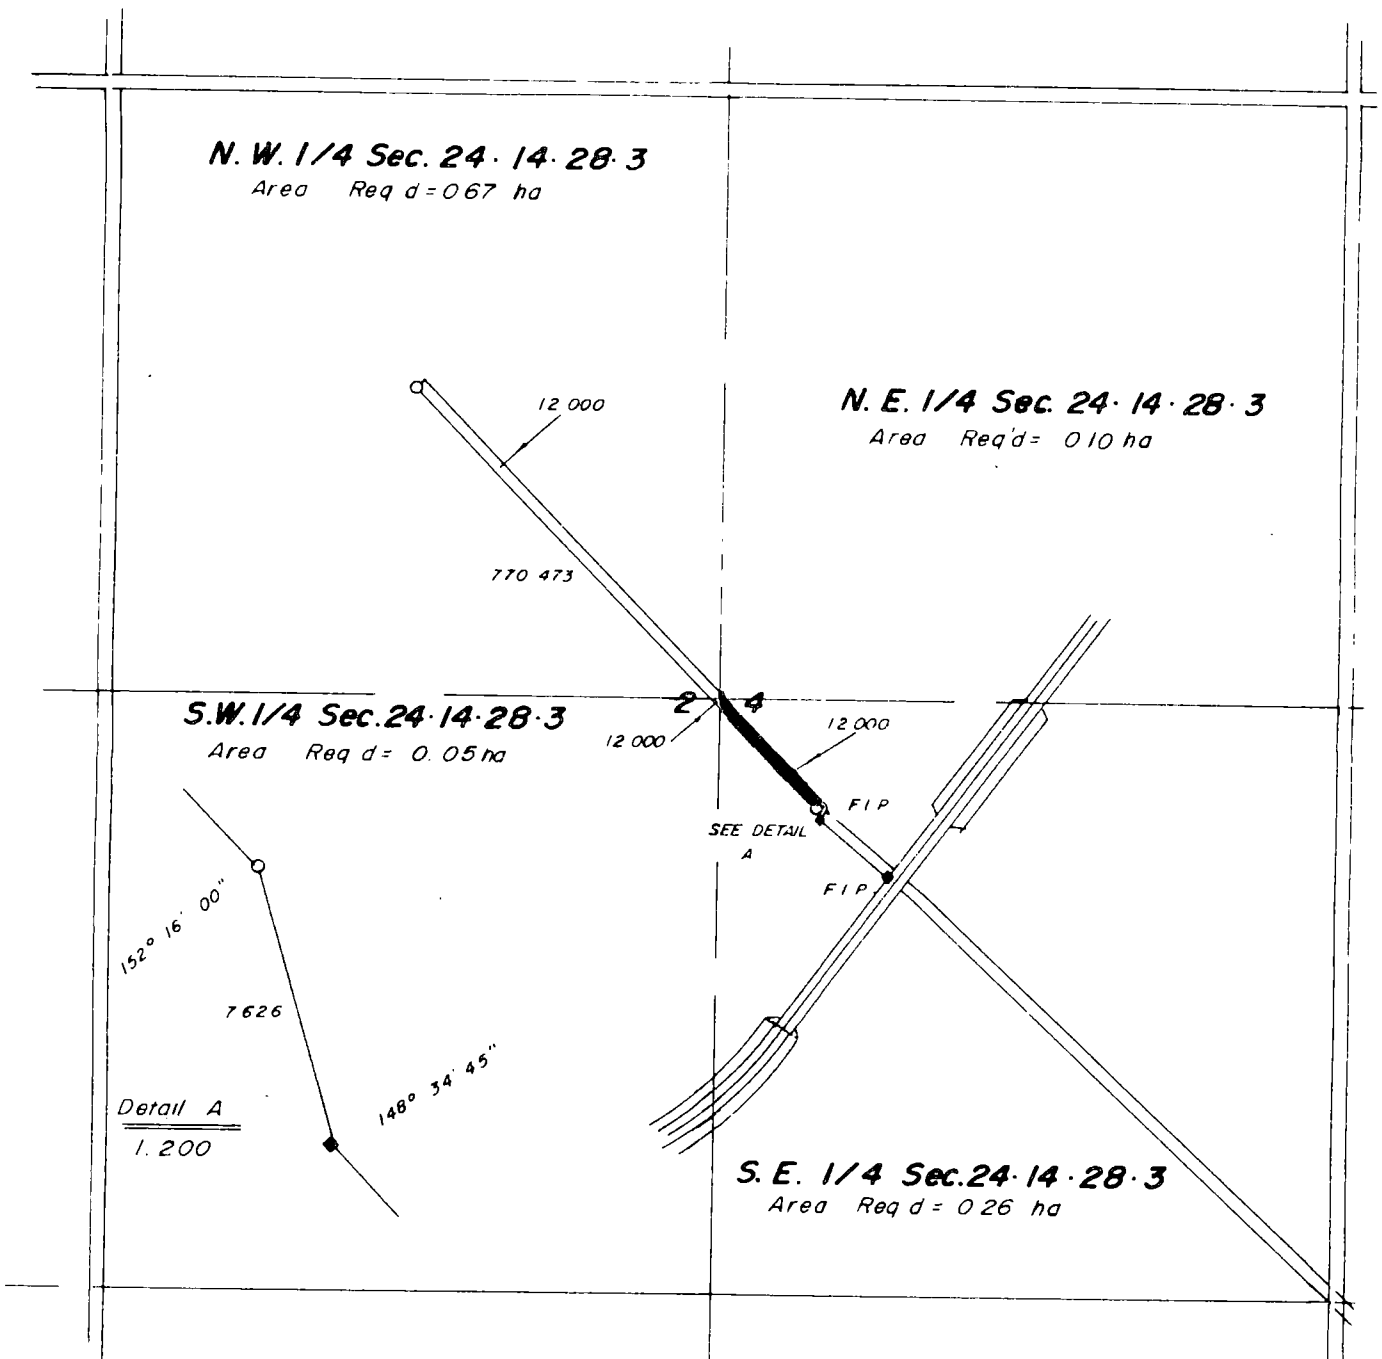 N. W. 1/4 Sec. 24. 14. 28. 3
Area Req d = 0 67 ha
N. E. 1/4 Sec. 24. 14. 28. 3
Area Req'd = 0 10 ha
12 000
770 473
2 4
S.W. 1/4 Sec. 24. 14. 28. 3
Area Req d = 0. 05 ha
12 000
12 000
F I P
SEE DETAIL
A
F I P.
152° 16' 00"
7 626
148° 34' 45"
Detail A
1. 200
S. E. 1/4 Sec. 24. 14. 28. 3
Area Req d = 0 26 ha